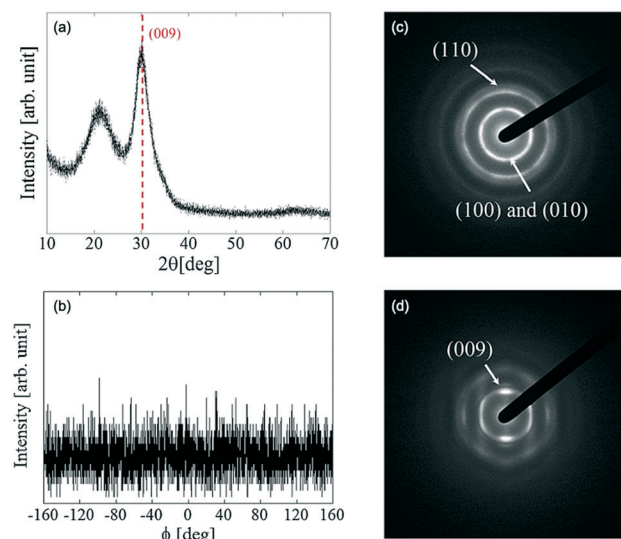 (a)
(009)
Intensity [arb. unit]
10 20 30 40 50 60 70
2θ[deg]
(b)
Intensity [arb. unit]
-160 -120 -80 -40 0 40 80 120 160
ϕ [deg]
(c)
(110)
(100) and (010)
(d)
(009)